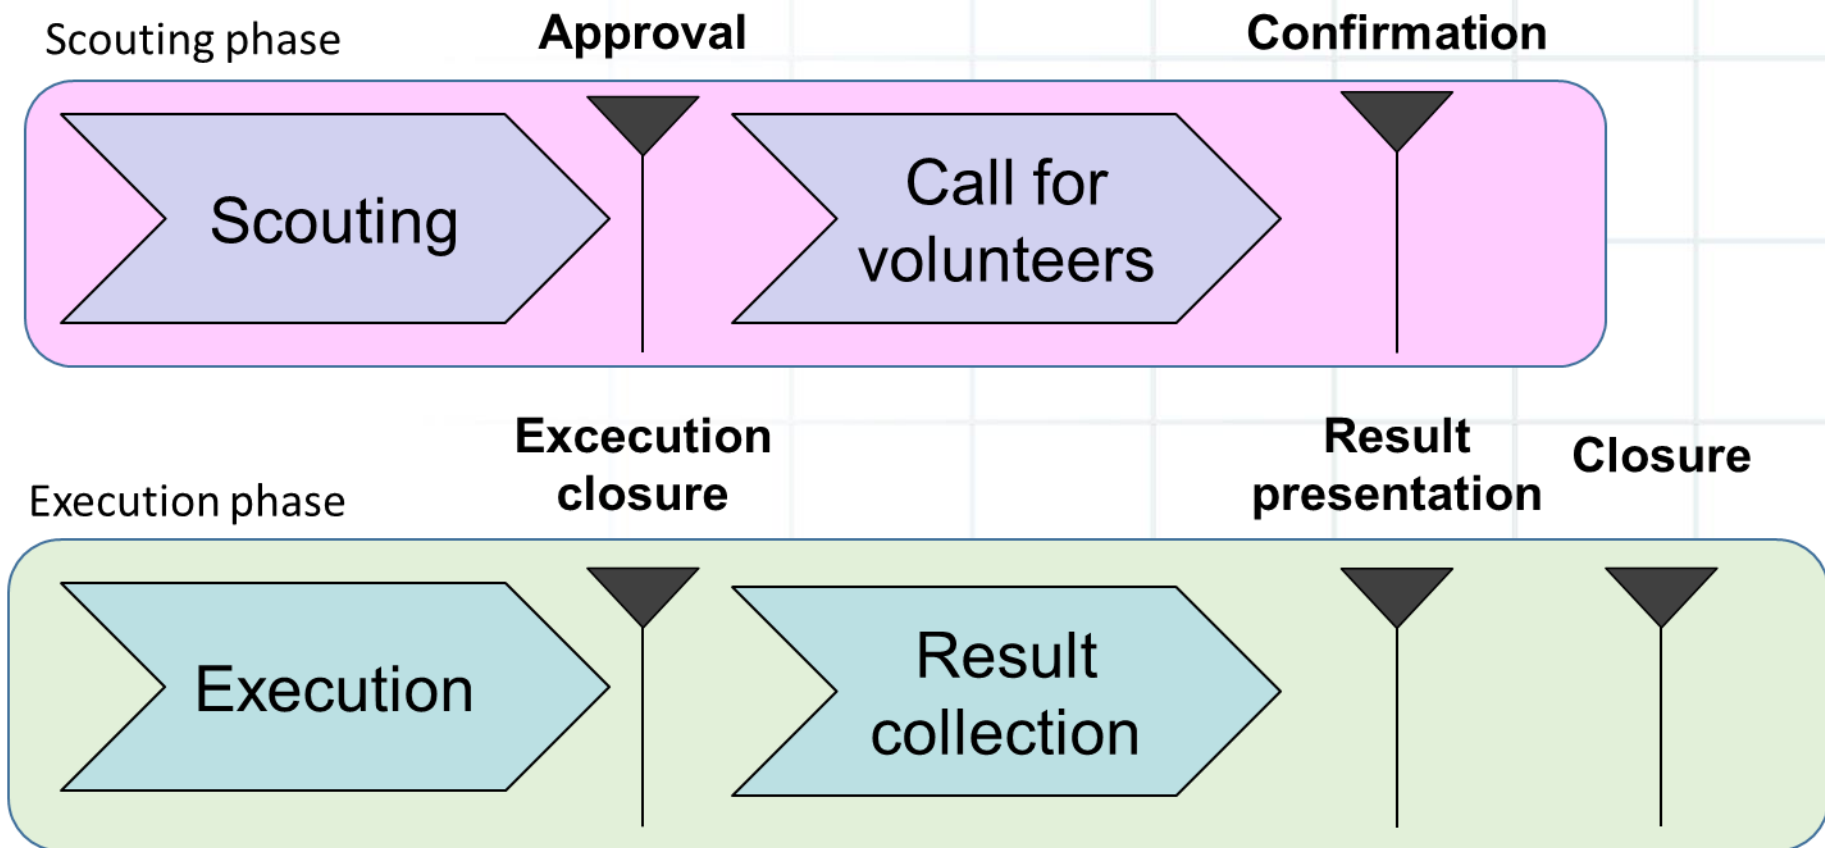 Scouting phase
Approval
Confirmation
Scouting
Call for
volunteers
Excecution
closure
Result
presentation
Closure
Execution phase
Execution
Result
collection